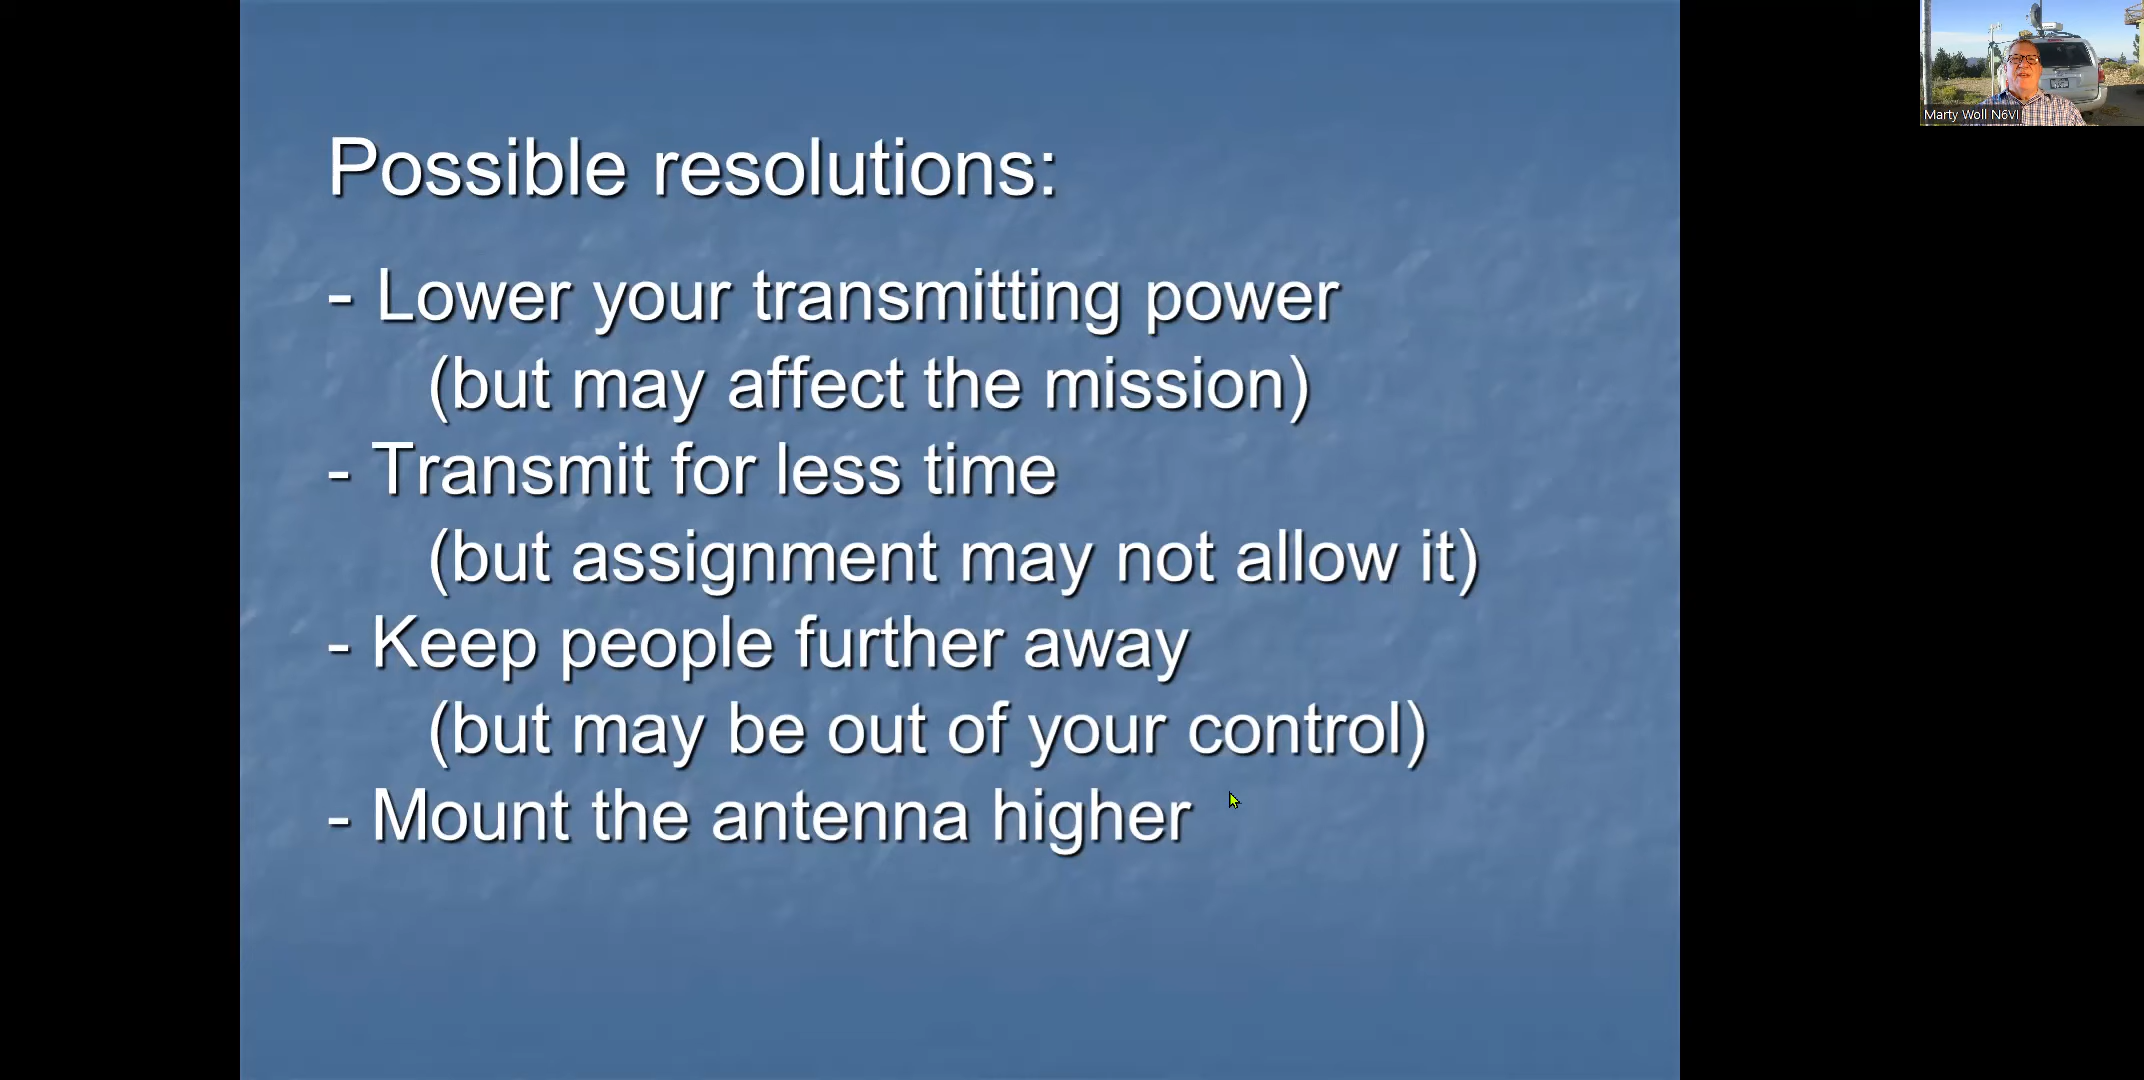 Possible resolutions:
- Lower your transmitting power
(but may affect the mission)
- Transmit for less time
(but assignment may not allow it)
- Keep people further away
(but may be out of your control)
- Mount the antenna higher
Marty Woll N6VI